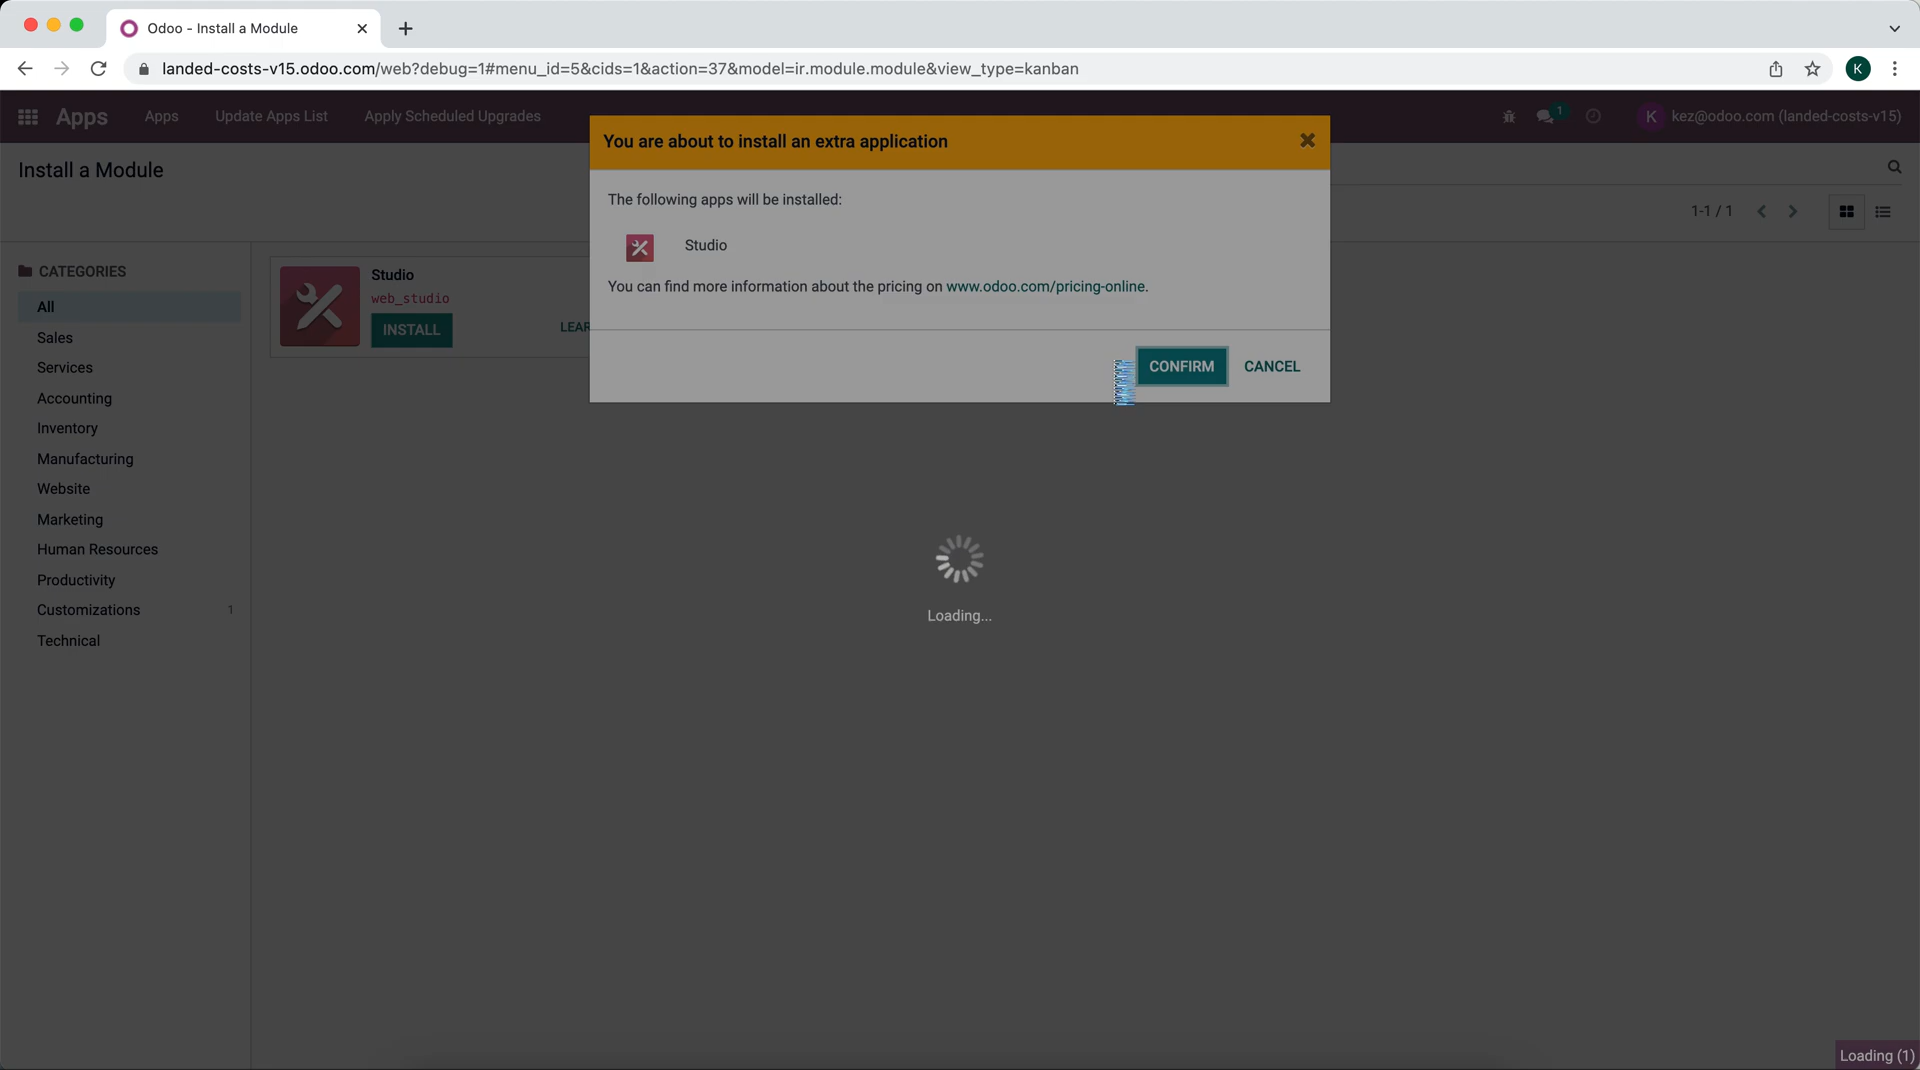 Odoo - Install a Module
landed-costs-v15.odoo.com/web?debug=1#menu_id=5&cids=1&action=37&model=ir.module.module&view_type=kanban
K
Apps
Apps
Update Apps List
Apply Scheduled Upgrades
1
K
kez@odoo.com (landed-costs-v15)
Install a Module
1-1 / 1
You are about to install an extra application
The following apps will be installed:
Studio
You can find more information about the pricing on www.odoo.com/pricing-online.
CONFIRM
CANCEL
CATEGORIES
All
Sales
Services
Accounting
Inventory
Manufacturing
Website
Marketing
Human Resources
Productivity
Customizations 1
Technical
Studio
web_studio
INSTALL
LEAR
Loading...
Loading (1)